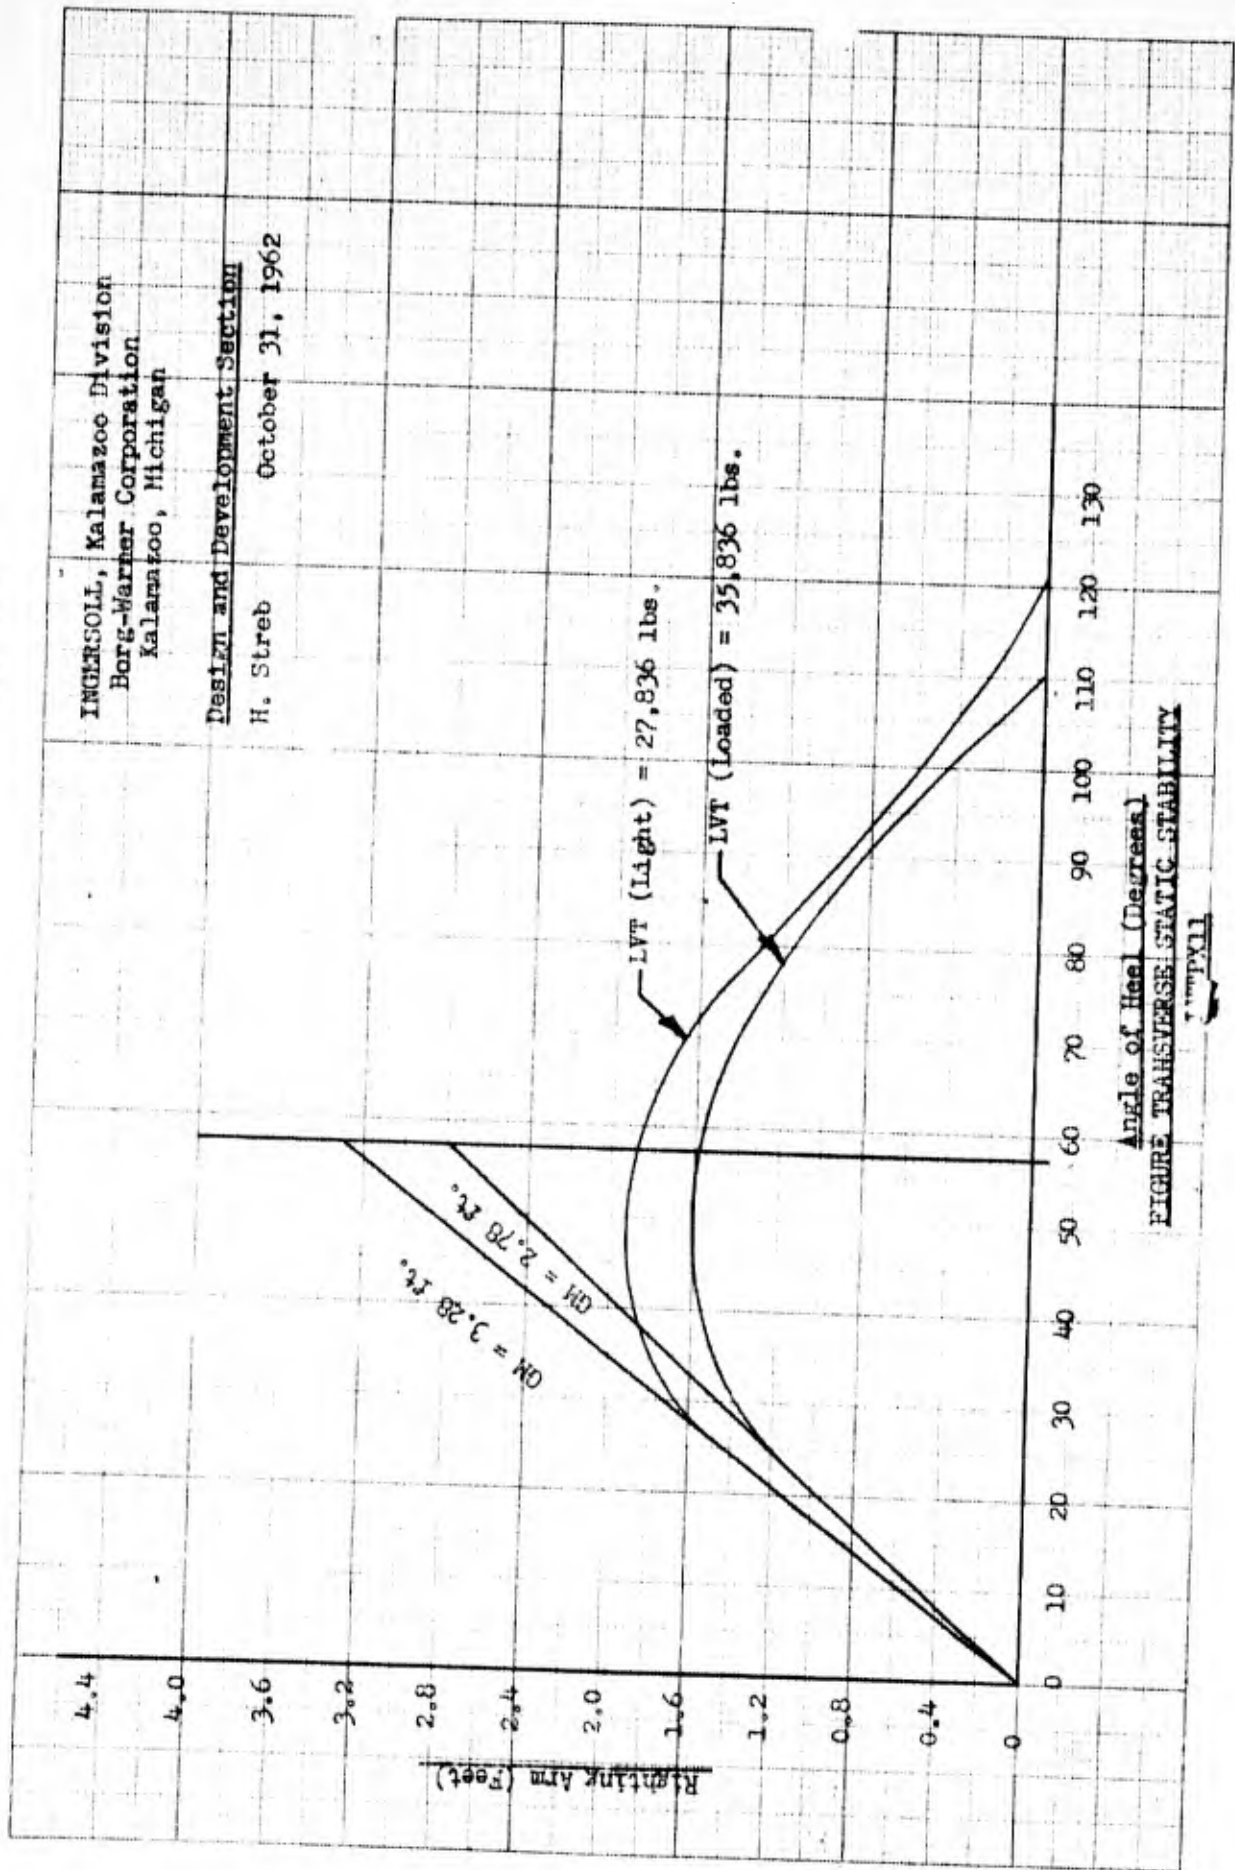 INGERSOLL, Kalamazoo Division
Borg-Warner Corporation
Kalamazoo, Michigan
Design and Development Section
H. Streb October 31, 1962
LVT (Light) = 27,836 lbs.
LVT (Loaded) = 35,836 lbs.
GM = 3.28 ft.
GM = 2.78 ft.
Righting Arm (Feet)
4.4
4.0
3.6
3.2
2.8
2.4
2.0
1.6
1.2
0.8
0.4
0
0 10 20 30 40 50 60 70 80 90 100 110 120 130
Angle of Heel (Degrees)
FIGURE TRANSVERSE STATIC STABILITY